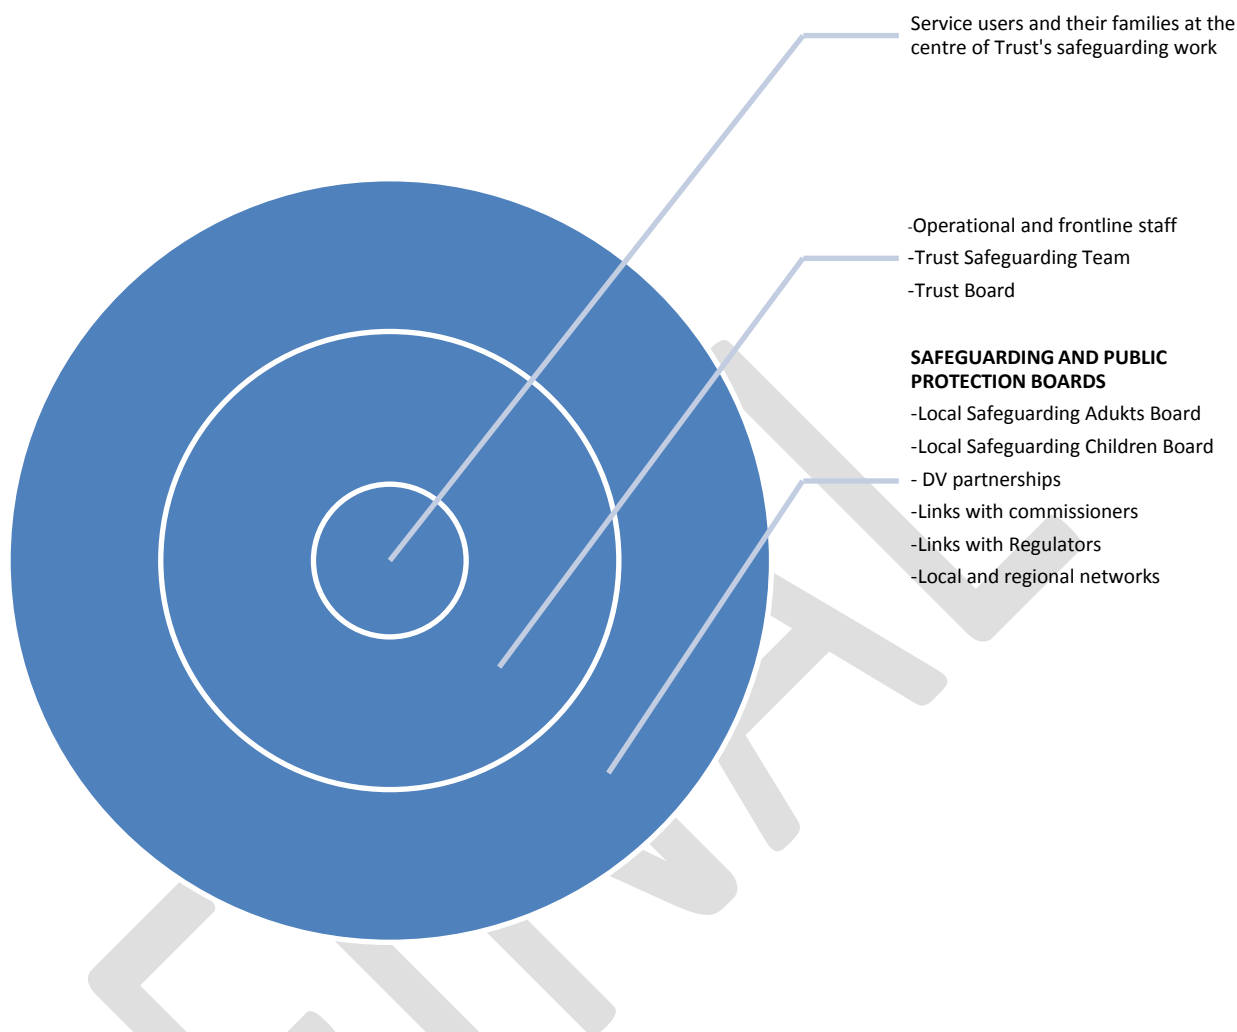 Service users and their families at the
centre of Trust's safeguarding work
-Operational and frontline staff
-Trust Safeguarding Team
-Trust Board
SAFEGUARDING AND PUBLIC
PROTECTION BOARDS
-Local Safeguarding Adukts Board
-Local Safeguarding Children Board
- DV partnerships
-Links with commissioners
-Links with Regulators
-Local and regional networks